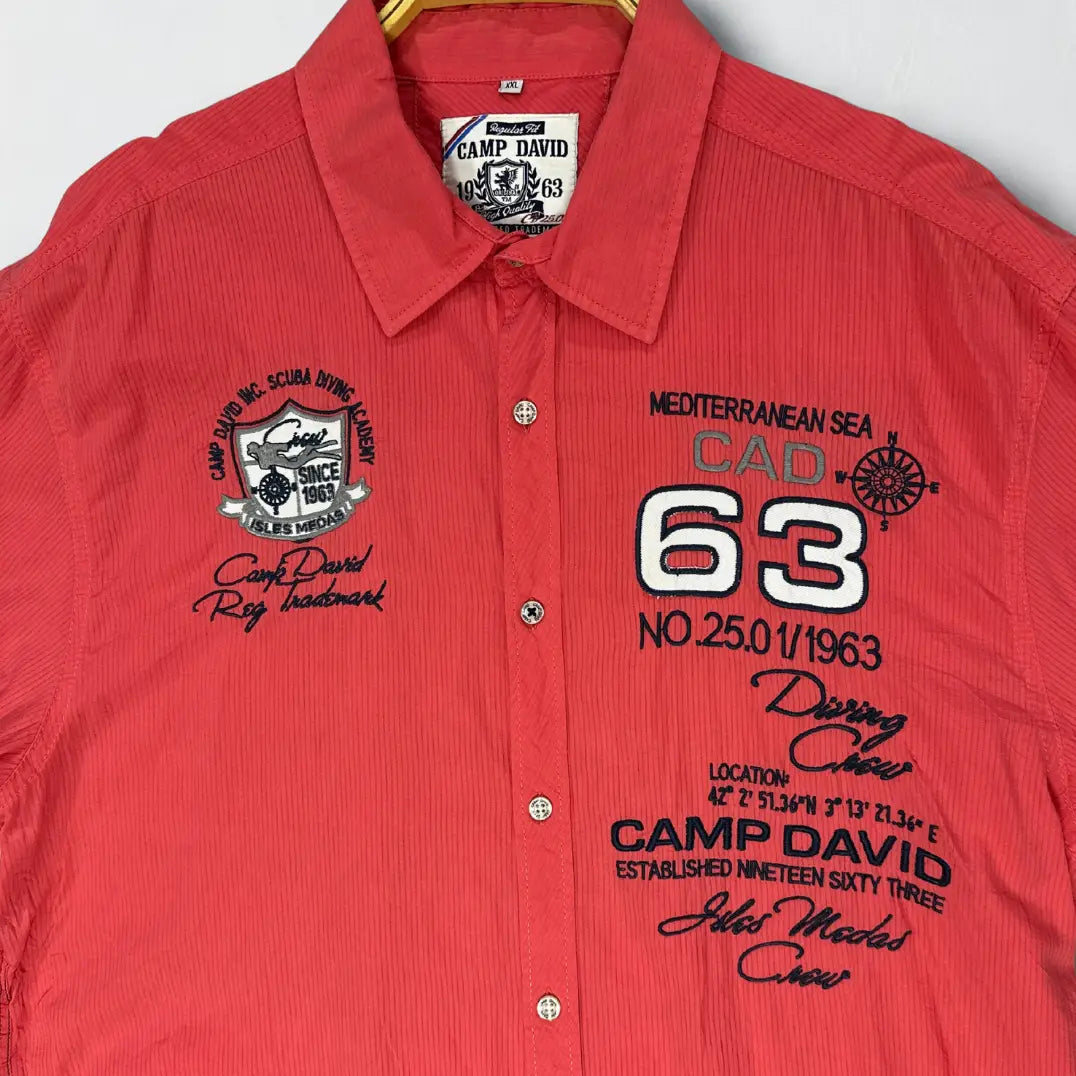 XXL
Regular Fit
CAMP DAVID
19 63
TM
High Quality
CAMP DAVID INC. SCUBA DIVING ACADEMY
Crew
SINCE
1963
ISLES MEDAS
Camp David
Reg Trademark
MEDITERRANEAN SEA
CAD
N
W E
S
63
NO.25.01/1963
Diving
Crew
LOCATION:
42° 2' 51.36"N 3° 13' 21.36" E
CAMP DAVID
ESTABLISHED NINETEEN SIXTY THREE
Isles Medas
Crew